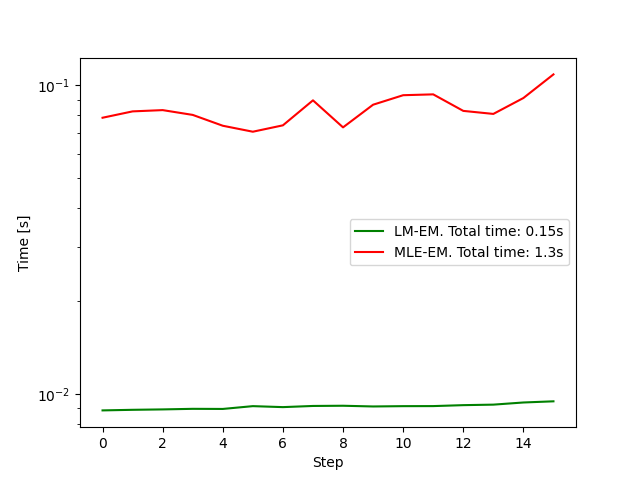 10⁻¹
10⁻²
Time [s]
LM-EM. Total time: 0.15s
MLE-EM. Total time: 1.3s
0 2 4 6 8 10 12 14
Step